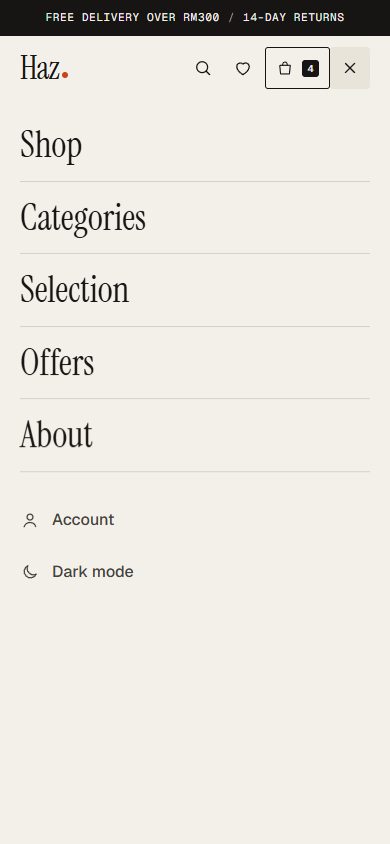 FREE DELIVERY OVER RM300 / 14-DAY RETURNS
Haz.
4
Shop
Categories
Selection
Offers
About
Account
Dark mode